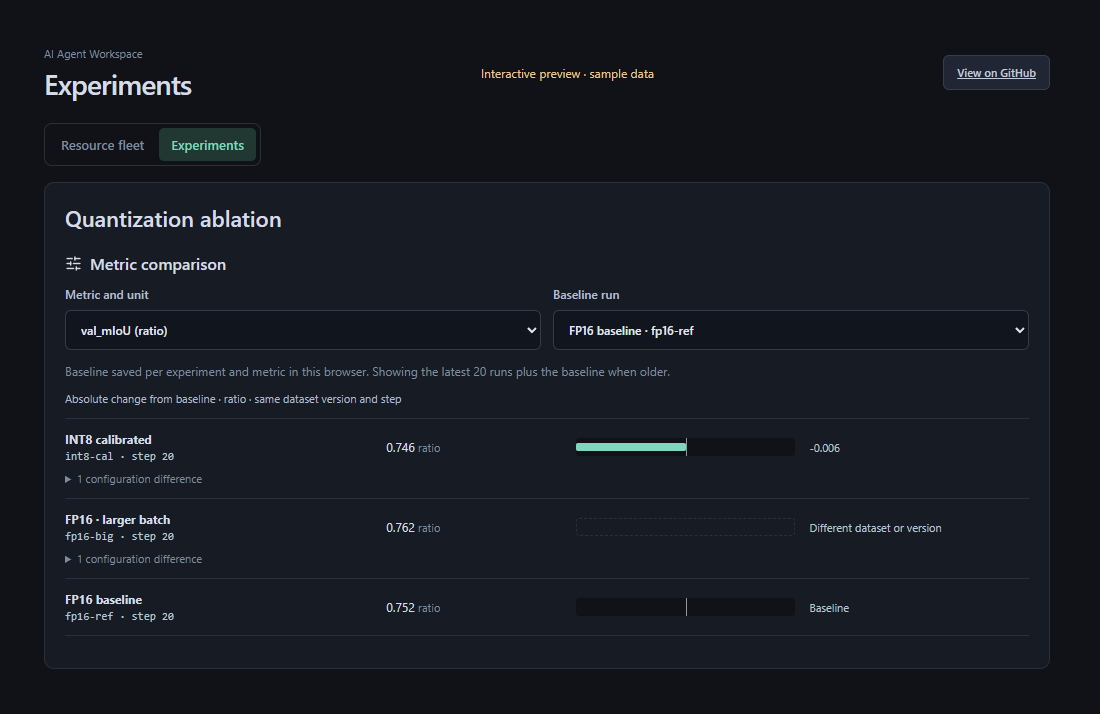 AI Agent Workspace
Experiments
Interactive preview · sample data
View on GitHub
Resource fleet
Experiments
Quantization ablation
Metric comparison
Metric and unit
Baseline run
val_mIoU (ratio)
FP16 baseline · fp16-ref
Baseline saved per experiment and metric in this browser. Showing the latest 20 runs plus the baseline when older.
Absolute change from baseline · ratio · same dataset version and step
INT8 calibrated
int8-cal · step 20
0.746 ratio
-0.006
1 configuration difference
FP16 · larger batch
fp16-big · step 20
0.762 ratio
Different dataset or version
1 configuration difference
FP16 baseline
fp16-ref · step 20
0.752 ratio
Baseline